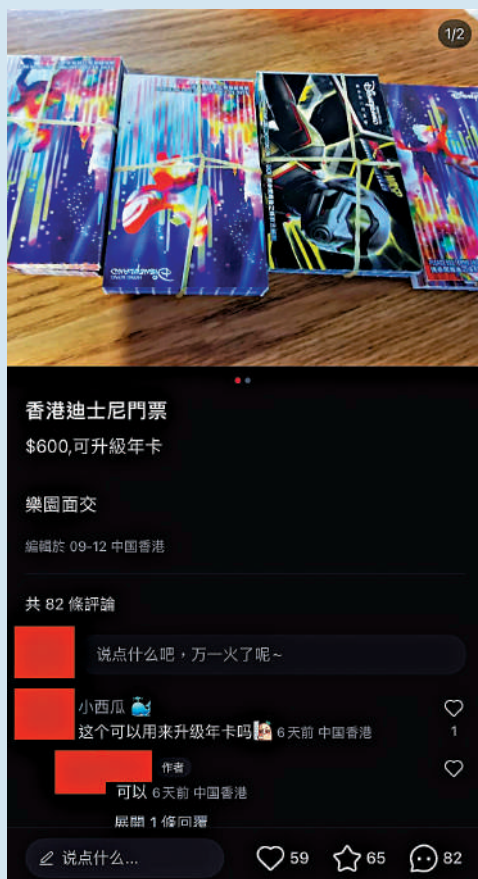 1/2
DISNEYLAND
HONG KONG
香港迪士尼門票
$600,可升級年卡
樂園面交
編輯於 09-12 中国香港
共 82 條評論
说点什么吧，万一火了呢~
小西瓜
这个可以用来升级年卡吗 6天前 中国香港
1
作者
可以 6天前 中国香港
展開 1 條回覆
说点什么...
59
65
82